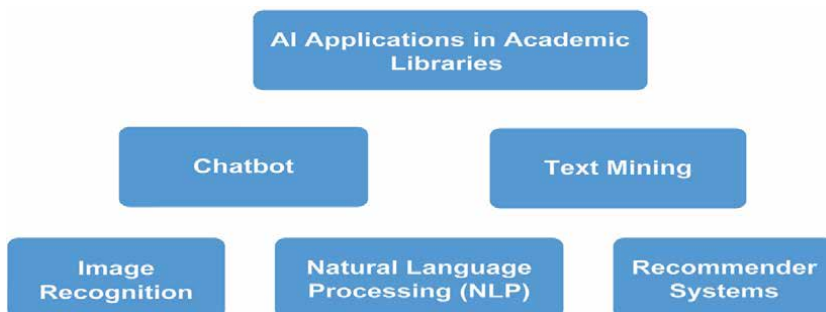 AI Applications in Academic
Libraries
Chatbot
Text Mining
Image
Recognition
Natural Language
Processing (NLP)
Recommender
Systems